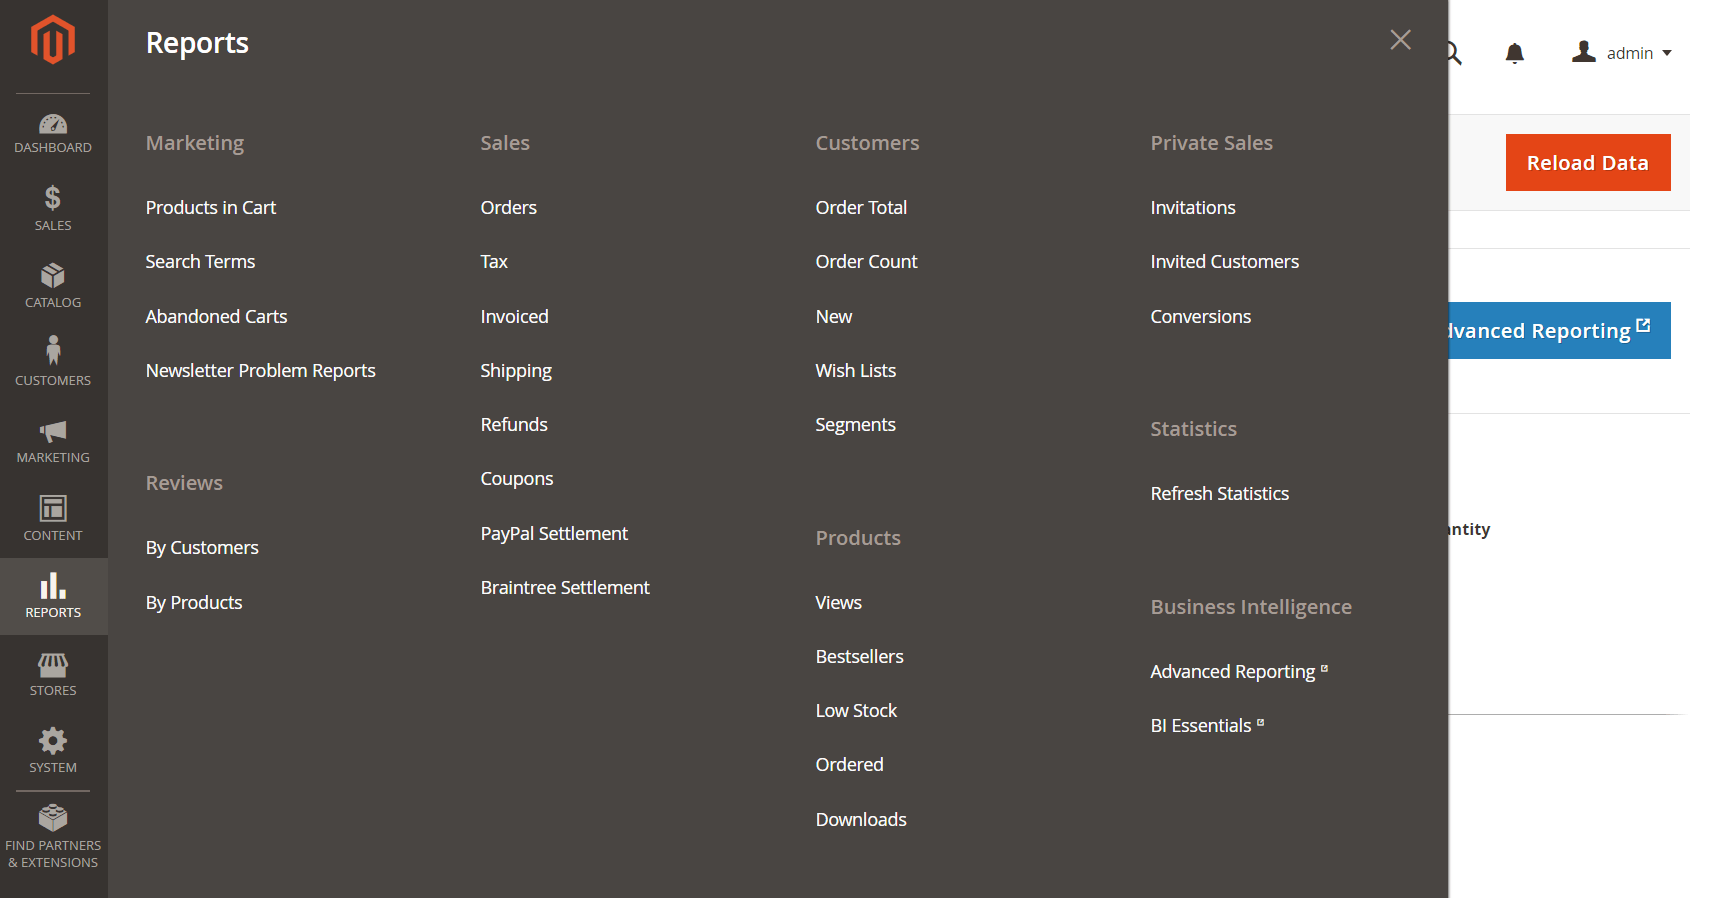 DASHBOARD
SALES
CATALOG
CUSTOMERS
MARKETING
CONTENT
REPORTS
STORES
SYSTEM
FIND PARTNERS
& EXTENSIONS
Reports
Marketing
Products in Cart
Search Terms
Abandoned Carts
Newsletter Problem Reports
Reviews
By Customers
By Products
Sales
Orders
Tax
Invoiced
Shipping
Refunds
Coupons
PayPal Settlement
Braintree Settlement
Customers
Order Total
Order Count
New
Wish Lists
Segments
Products
Views
Bestsellers
Low Stock
Ordered
Downloads
Private Sales
Invitations
Invited Customers
Conversions
Statistics
Refresh Statistics
Business Intelligence
Advanced Reporting
BI Essentials
admin
Reload Data
dvanced Reporting
antity